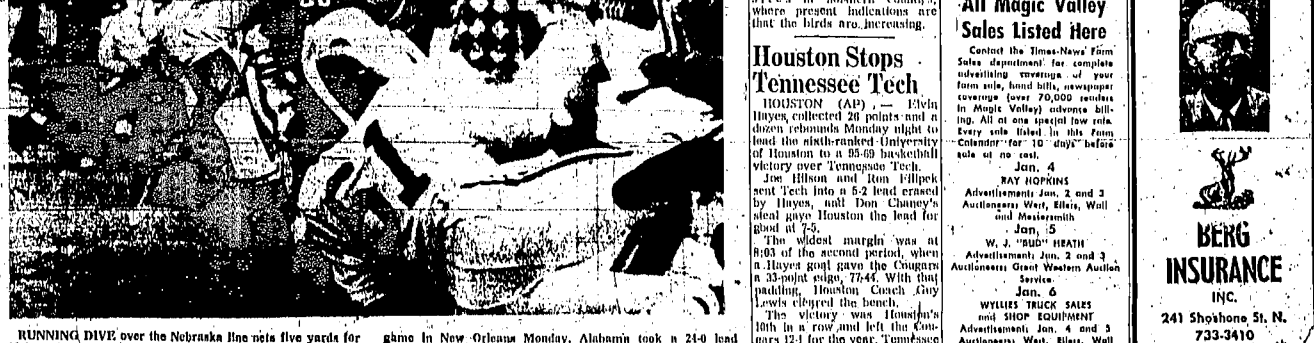 where present indications are
that the birds are increasing.
Houston Stops
Tennessee Tech
HOUSTON (AP) — Elvin
Hayes collected 26 points and a
dozen rebounds Monday night to
lead the sixth-ranked University
of Houston to a 95-69 basketball
victory over Tennessee Tech.
Joe Hilson and Ron Filipek
sent Tech into a 5-2 lead erased
by Hayes, and Don Chaney's
steal gave Houston the lead for
good at 7-5.
The widest margin was at
8:03 of the second period, when
a Hayes goal gave the Cougars
a 33-point edge, 77-44. With that
padding, Houston Coach Guy
Lewis cleared the bench.
The victory was Houston's
10th in a row and left the Cou-
gars 12-1 for the year. Tennessee
All Magic Valley
Sales Listed Here
Contact the Times-News Farm
Sales department for complete
advertising coverage of your
farm sale, hand bills, newspaper
coverage (over 70,000 readers
in Magic Valley) advance bill-
ing. All at one special low rate.
Every sale listed in this Farm
Calendar for 10 days before
sale at no cost.
Jan. 4
RAY HOPKINS
Advertisement: Jan. 2 and 3
Auctioneers: Wert, Ellers, Wall
and Messersmith
Jan. 5
W. J. "BUD" HEATH
Advertisement: Jan. 2 and 3
Auctioneers: Great Western Auction
Service
Jan. 6
WYLLIES TRUCK SALES
and SHOP EQUIPMENT
Advertisement: Jan. 4 and 5
Auctioneers: Wert, Ellers, Wall
BERG
INSURANCE
INC.
241 Shoshone St. N.
733-3410
RUNNING DIVE over the Nebraska line nets five yards for
game in New Orleans Monday. Alabama took a 24-0 lead